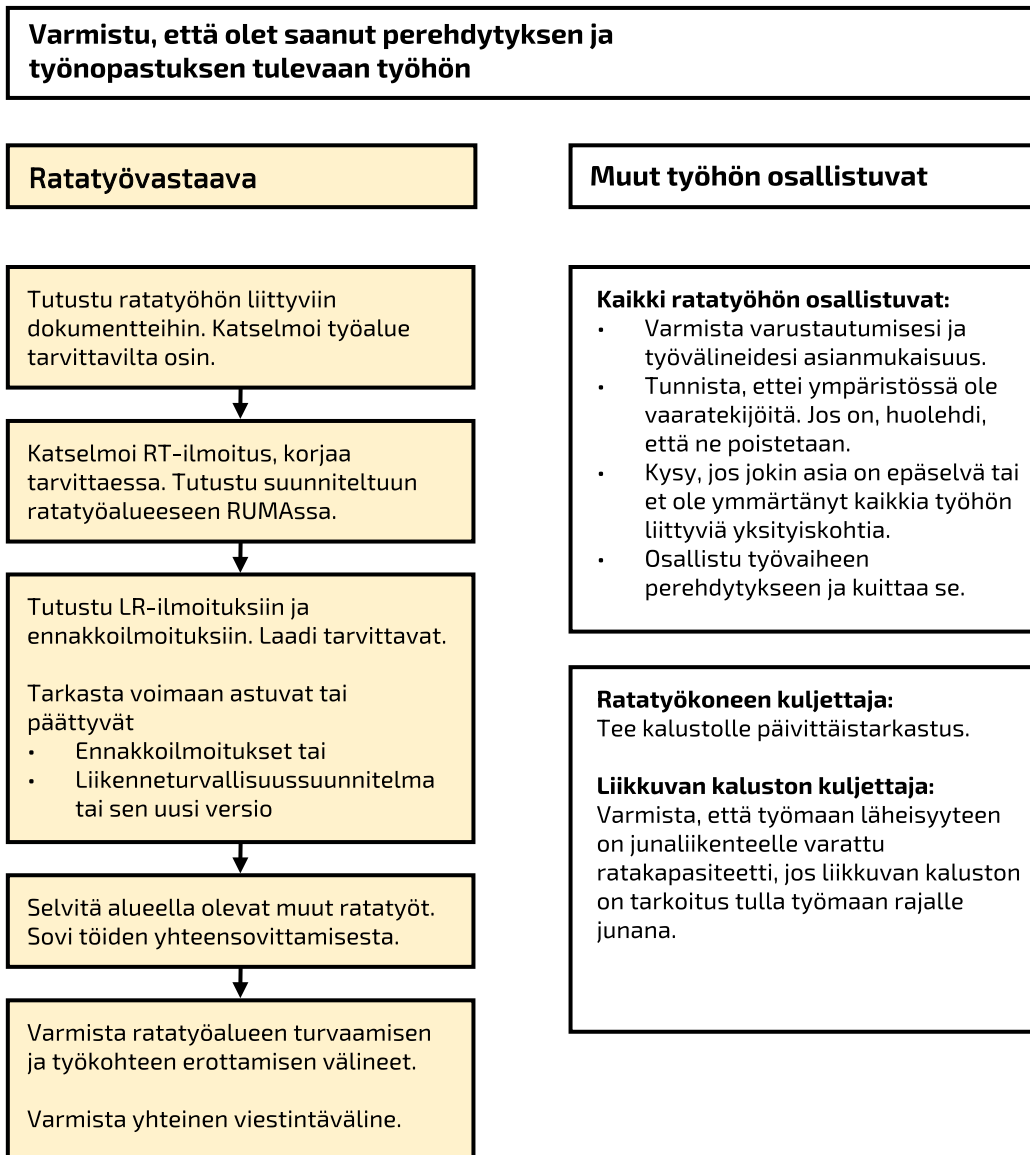 Varmistu, että olet saanut perehdytyksen ja
työnopastuksen tulevaan työhön
Ratatyövastaava
Tutustu ratatyöhön liittyviin
dokumentteihin. Katselmoi työalue
tarvittavilta osin.
Katselmoi RT-ilmoitus, korjaa
tarvittaessa. Tutustu suunniteltuun
ratatyöalueeseen RUMAssa.
Tutustu LR-ilmoituksiin ja
ennakkoilmoituksiin. Laadi tarvittavat.
Tarkasta voimaan astuvat tai
päättyvät
• Ennakkoilmoitukset tai
• Liikenneturvallisuussuunnitelma
tai sen uusi versio
Selvitä alueella olevat muut ratatyöt.
Sovi töiden yhteensovittamisesta.
Varmista ratatyöalueen turvaamisen
ja työkohteen erottamisen välineet.
Varmista yhteinen viestintäväline.
Muut työhön osallistuvat
Kaikki ratatyöhön osallistuvat:
• Varmista varustautumisesi ja
työvälineidesi asianmukaisuus.
• Tunnista, ettei ympäristössä ole
vaaratekijöitä. Jos on, huolehdi,
että ne poistetaan.
• Kysy, jos jokin asia on epäselvä tai
et ole ymmärtänyt kaikkia työhön
liittyviä yksityiskohtia.
• Osallistu työvaiheen
perehdytykseen ja kuittaa se.
Ratatyökoneen kuljettaja:
Tee kalustolle päivittäistarkastus.
Liikkuvan kaluston kuljettaja:
Varmista, että työmaan läheisyyteen
on junaliikenteelle varattu
ratakapasiteetti, jos liikkuvan kaluston
on tarkoitus tulla työmaan rajalle
junana.